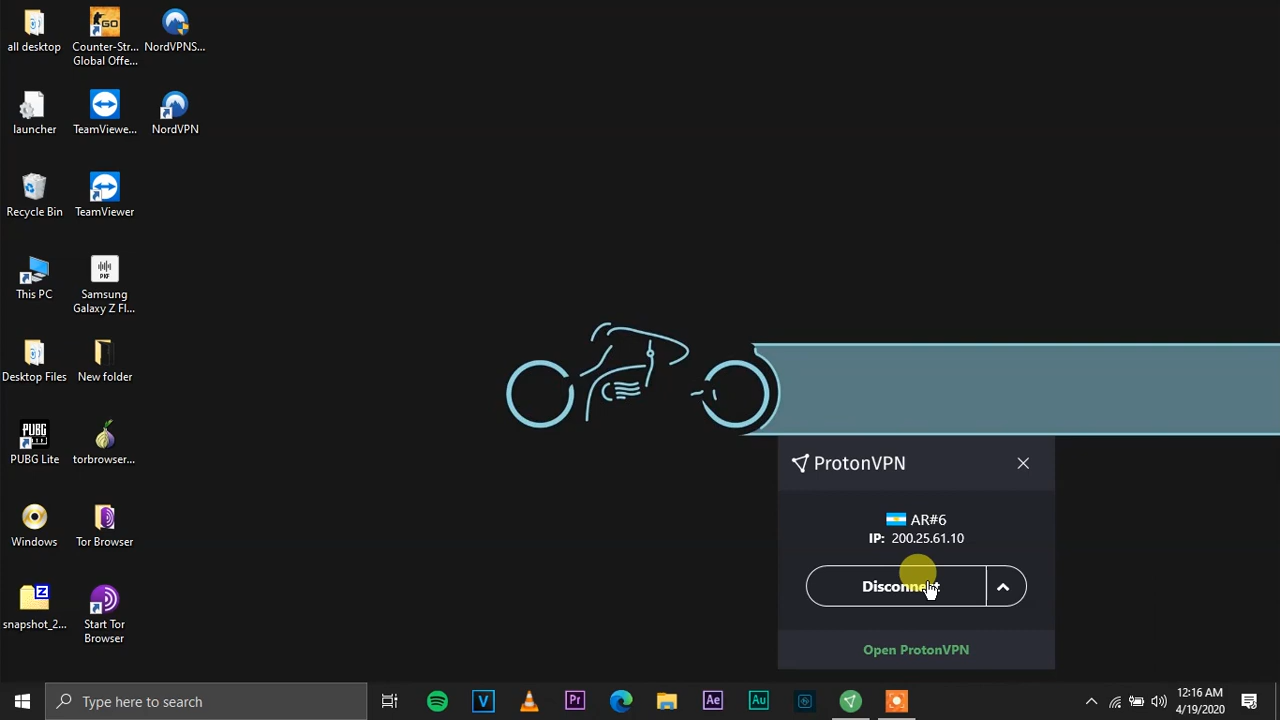 all desktop
Counter-Str...
Global Offe...
NordVPNS...
launcher
TeamViewe...
NordVPN
Recycle Bin
TeamViewer
This PC
Samsung
Galaxy Z Fl...
Desktop Files
New folder
PUBG Lite
torbrowser...
Windows
Tor Browser
snapshot_2...
Start Tor
Browser
ProtonVPN
AR#6
IP: 200.25.61.10
Disconnect
Open ProtonVPN
Type here to search
12:16 AM
4/19/2020